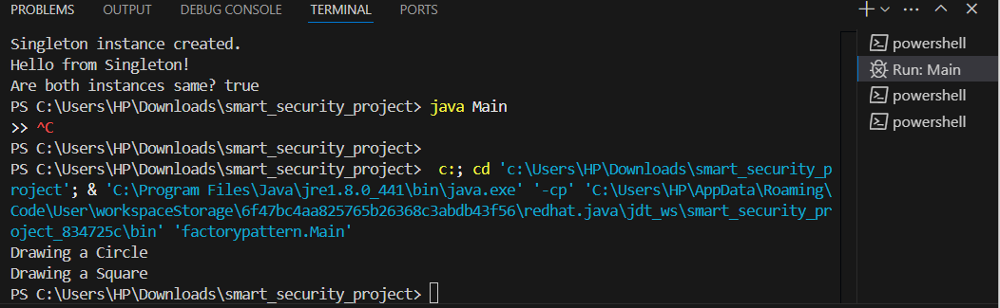 PROBLEMS OUTPUT DEBUG CONSOLE TERMINAL PORTS
Singleton instance created.
Hello from Singleton!
Are both instances same? true
PS C:\Users\HP\Downloads\smart_security_project> java Main
>> ^C
PS C:\Users\HP\Downloads\smart_security_project>
PS C:\Users\HP\Downloads\smart_security_project>  c:; cd 'c:\Users\HP\Downloads\smart_security_p
roject'; & 'C:\Program Files\Java\jre1.8.0_441\bin\java.exe' '-cp' 'C:\Users\HP\AppData\Roaming\
Code\User\workspaceStorage\6f47bc4aa825765b26368c3abdb43f56\redhat.java\jdt_ws\smart_security_pr
oject_834725c\bin' 'factorypattern.Main'
Drawing a Circle
Drawing a Square
PS C:\Users\HP\Downloads\smart_security_project>
powershell
Run: Main
powershell
powershell